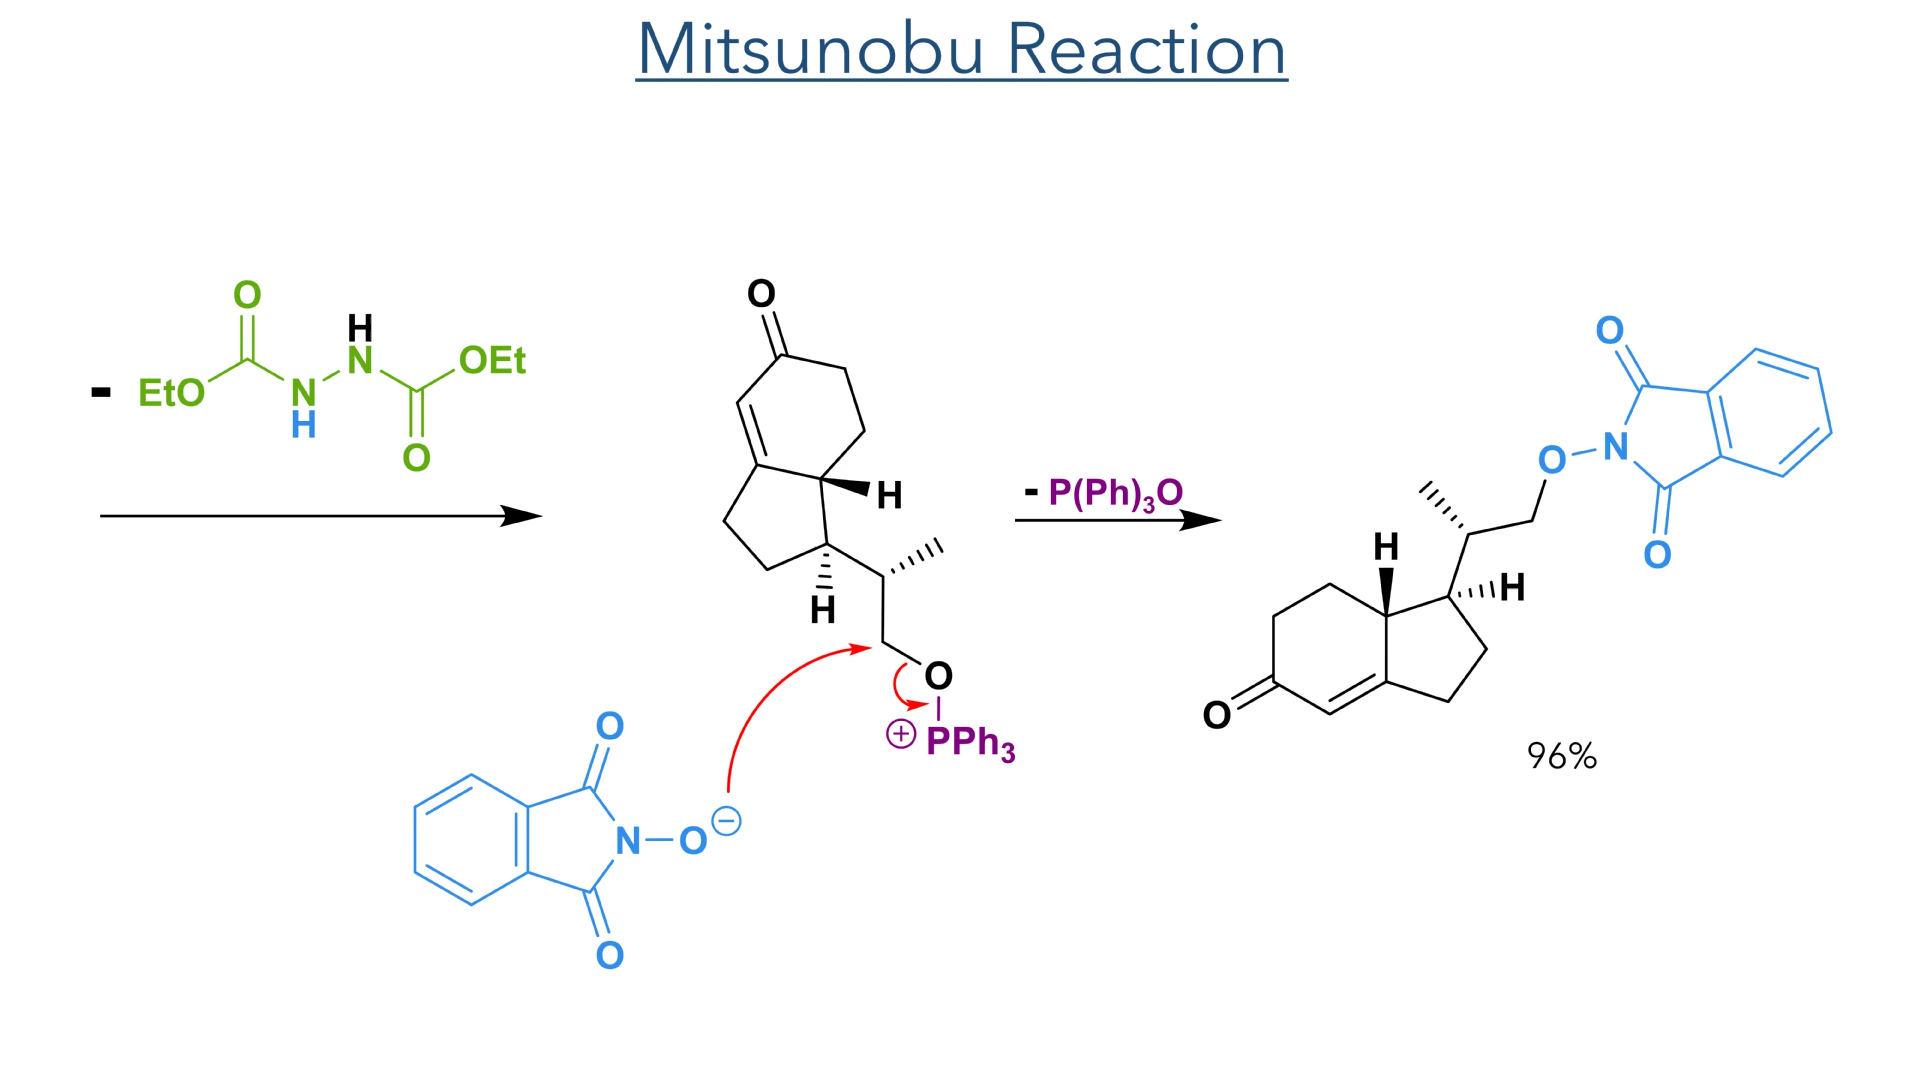 Mitsunobu Reaction
O
H
- EtO N N OEt
H
O
O
H
H
O
+ PPh3
O
N O −
O
- P(Ph)3O
O
O N
O
H
H
O
96%